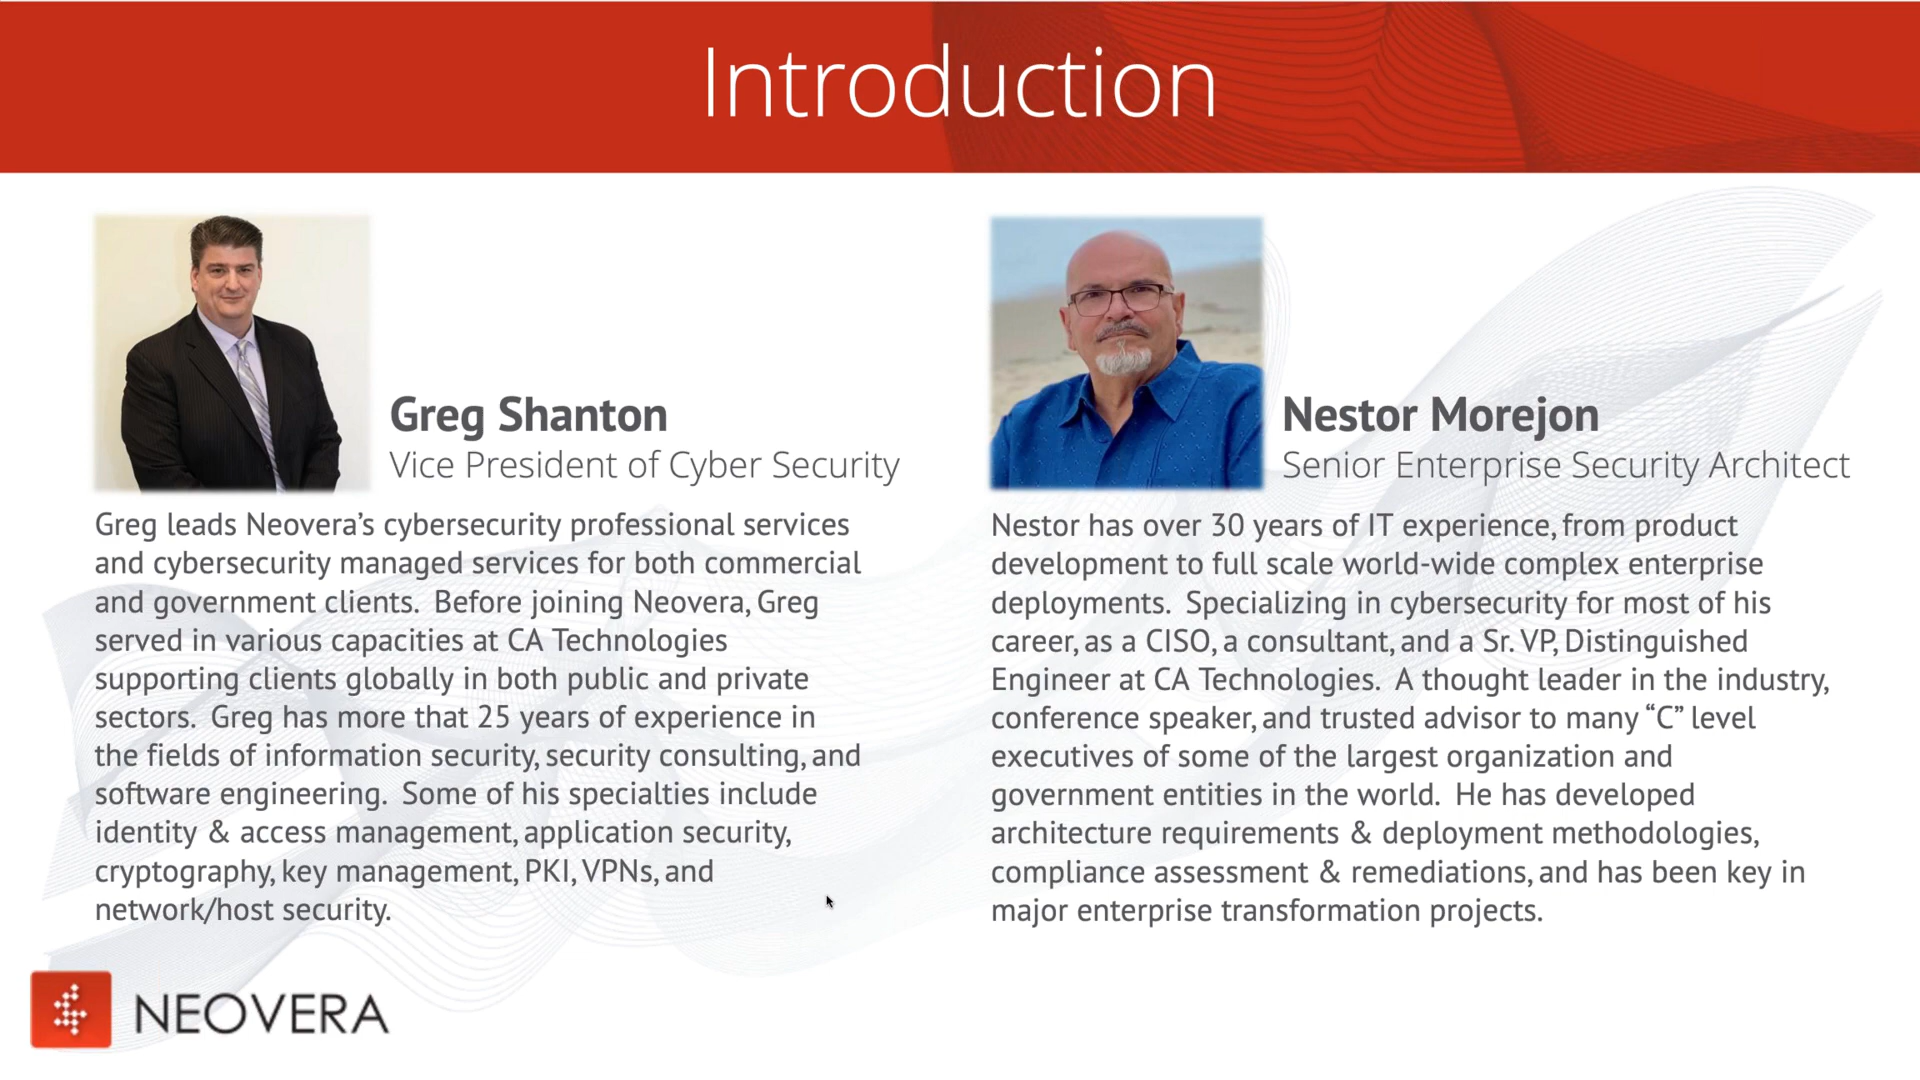 Introduction
Greg Shanton
Vice President of Cyber Security
Greg leads Neovera’s cybersecurity professional services
and cybersecurity managed services for both commercial
and government clients.  Before joining Neovera, Greg
served in various capacities at CA Technologies
supporting clients globally in both public and private
sectors.  Greg has more that 25 years of experience in
the fields of information security, security consulting, and
software engineering.  Some of his specialties include
identity & access management, application security,
cryptography, key management, PKI, VPNs, and
network/host security.
Nestor Morejon
Senior Enterprise Security Architect
Nestor has over 30 years of IT experience, from product
development to full scale world-wide complex enterprise
deployments.  Specializing in cybersecurity for most of his
career, as a CISO, a consultant, and a Sr. VP, Distinguished
Engineer at CA Technologies.  A thought leader in the industry,
conference speaker, and trusted advisor to many “C” level
executives of some of the largest organization and
government entities in the world.  He has developed
architecture requirements & deployment methodologies,
compliance assessment & remediations, and has been key in
major enterprise transformation projects.
NEOVERA